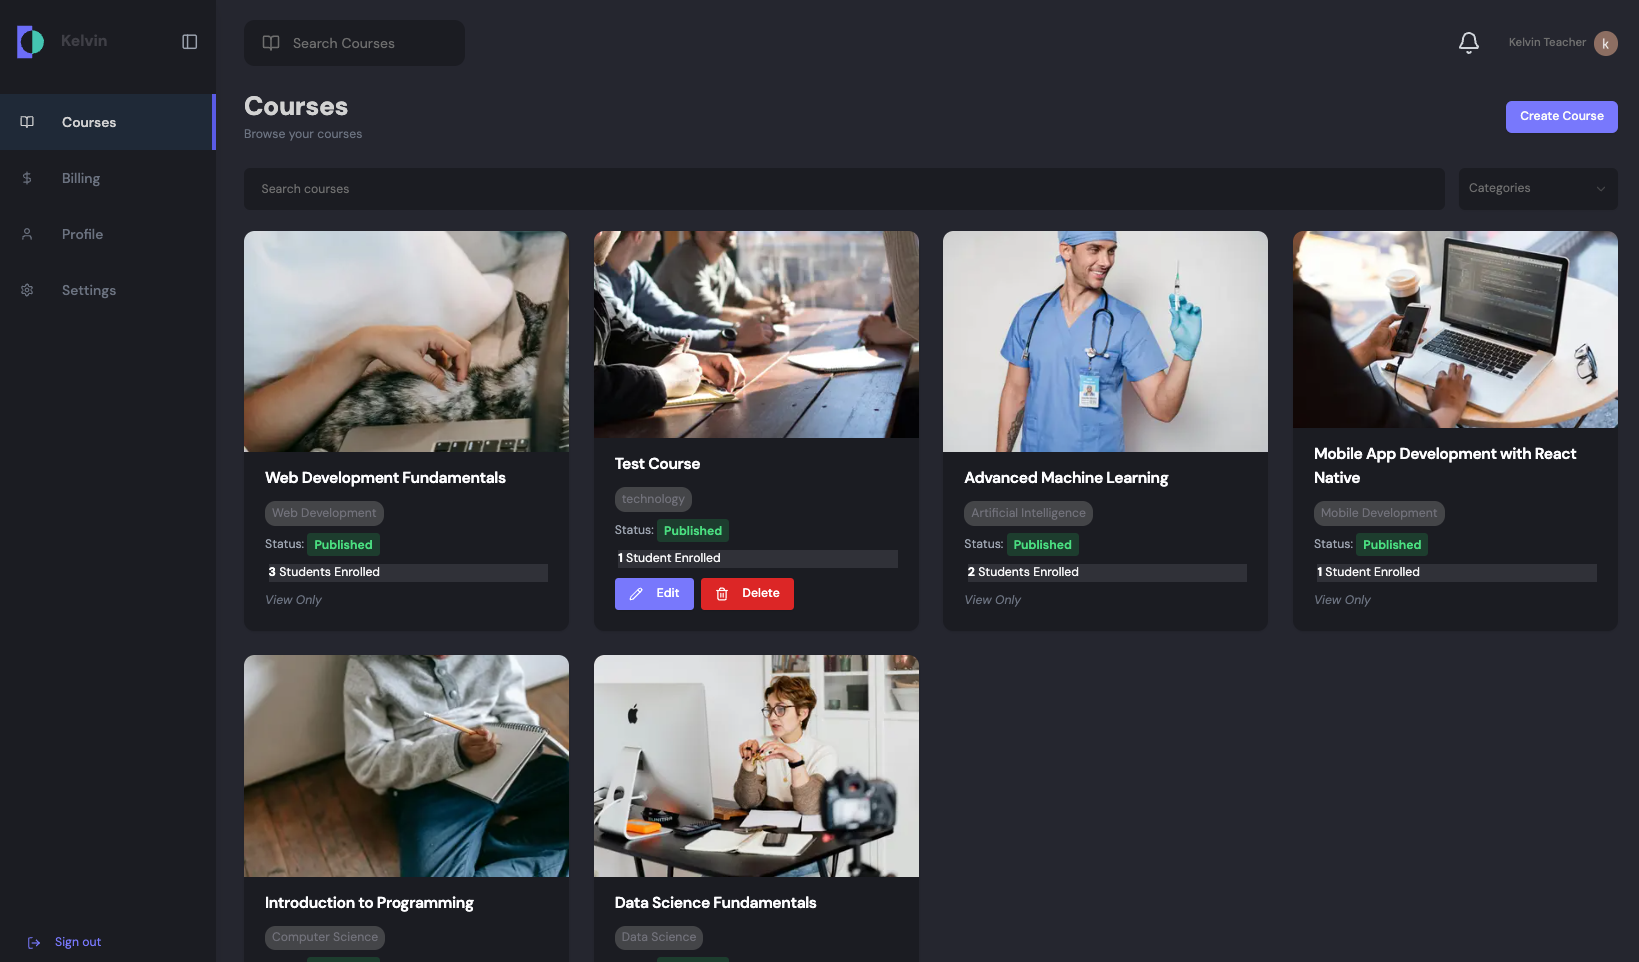 Kelvin
Search Courses
Kelvin Teacher
k
Courses
Billing
Profile
Settings
Sign out
Courses
Browse your courses
Create Course
Search courses
Categories
Web Development Fundamentals
Web Development
Status: Published
3 Students Enrolled
View Only
Test Course
technology
Status: Published
1 Student Enrolled
Edit
Delete
Advanced Machine Learning
Artificial Intelligence
Status: Published
2 Students Enrolled
View Only
Mobile App Development with React
Native
Mobile Development
Status: Published
1 Student Enrolled
View Only
Introduction to Programming
Computer Science
Data Science Fundamentals
Data Science